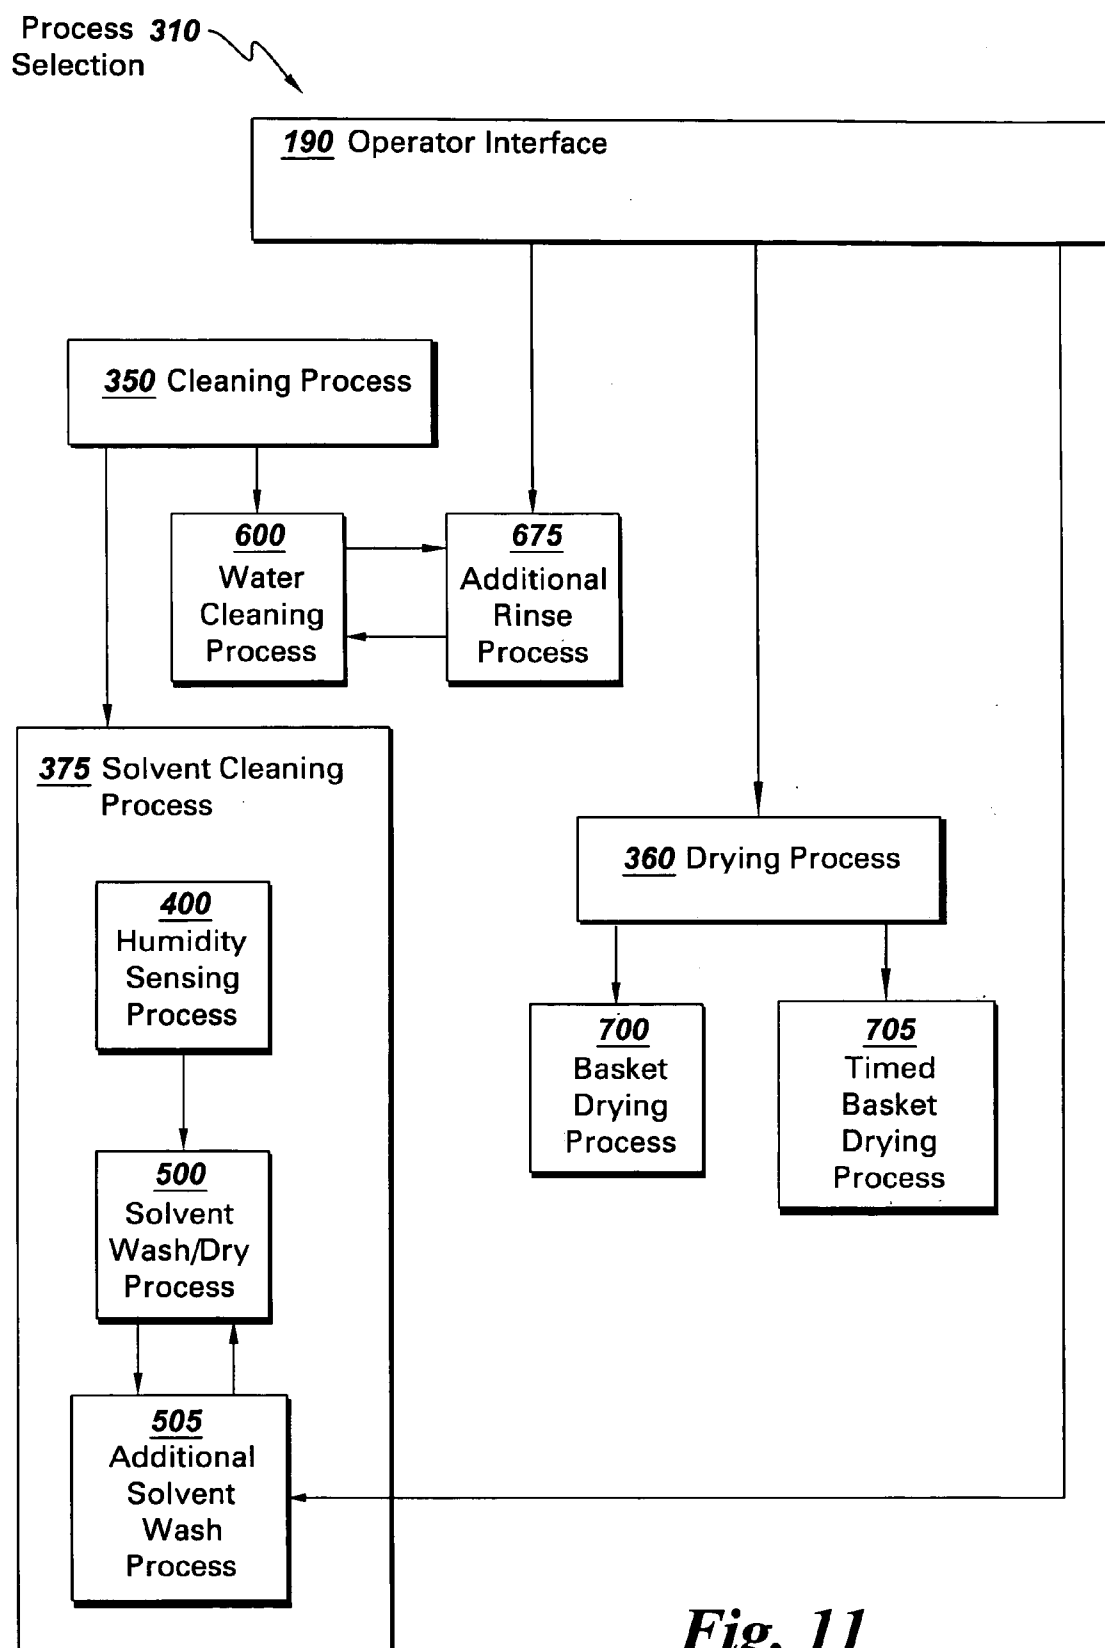 Process 310
Selection
190 Operator Interface
350 Cleaning Process
600
Water
Cleaning
Process
675
Additional
Rinse
Process
375 Solvent Cleaning
Process
400
Humidity
Sensing
Process
500
Solvent
Wash/Dry
Process
505
Additional
Solvent
Wash
Process
360 Drying Process
700
Basket
Drying
Process
705
Timed
Basket
Drying
Process
Fig. 11